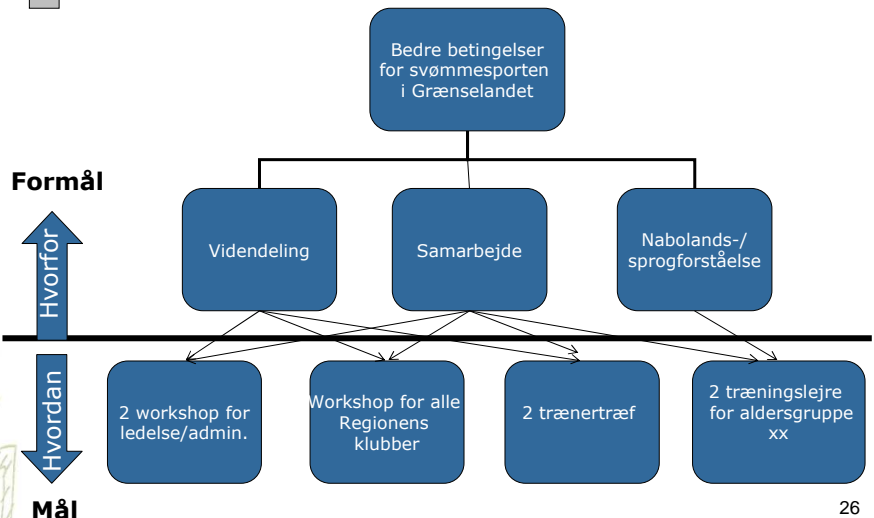 Bedre betingelser
for svømmesporten
i Grænselandet
Formål
Hvorfor
Videndeling
Samarbejde
Nabolands-/
sprogforståelse
Hvordan
2 workshop for
ledelse/admin.
Workshop for alle
Regionens
klubber
2 trænertræf
2 træningslejre
for aldersgruppe
xx
Mål
26